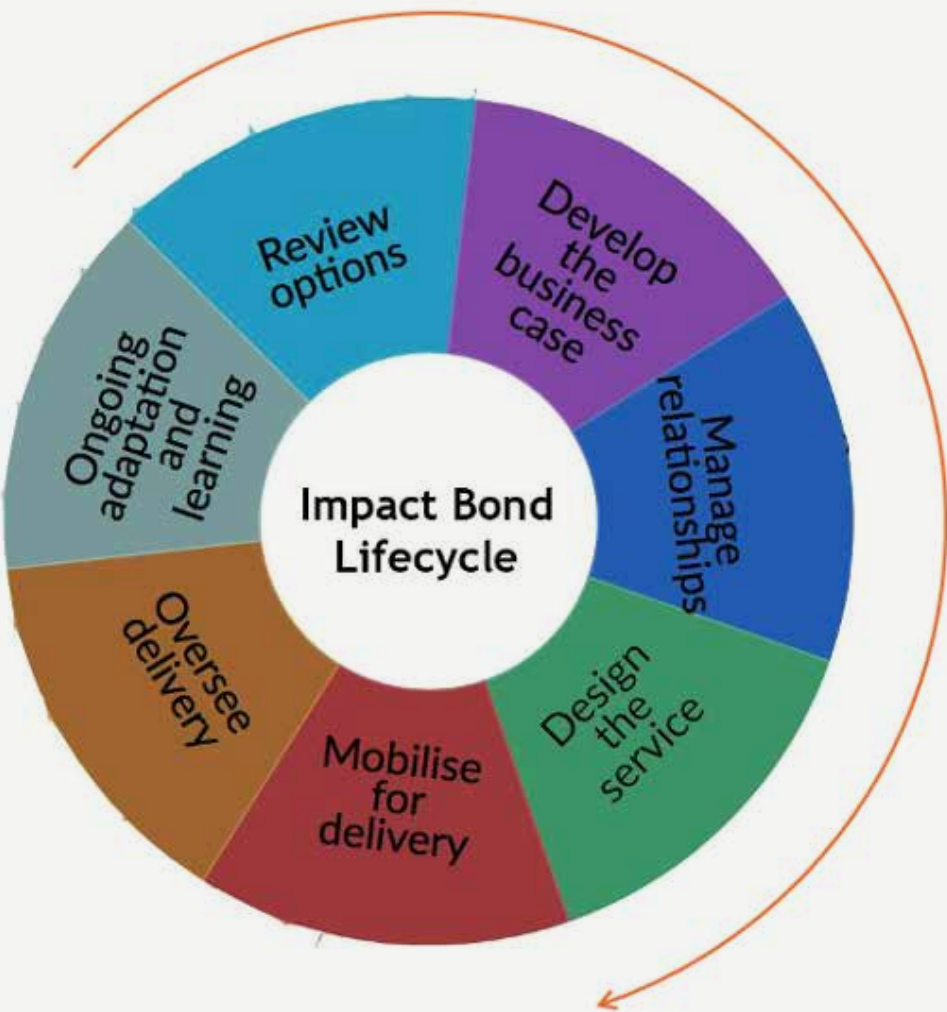 Review
options
Develop
the
business
case
Manage
relationships
Design
the
service
Mobilise
for
delivery
Oversee
delivery
Ongoing
adaptation
and
learning
Impact Bond
Lifecycle